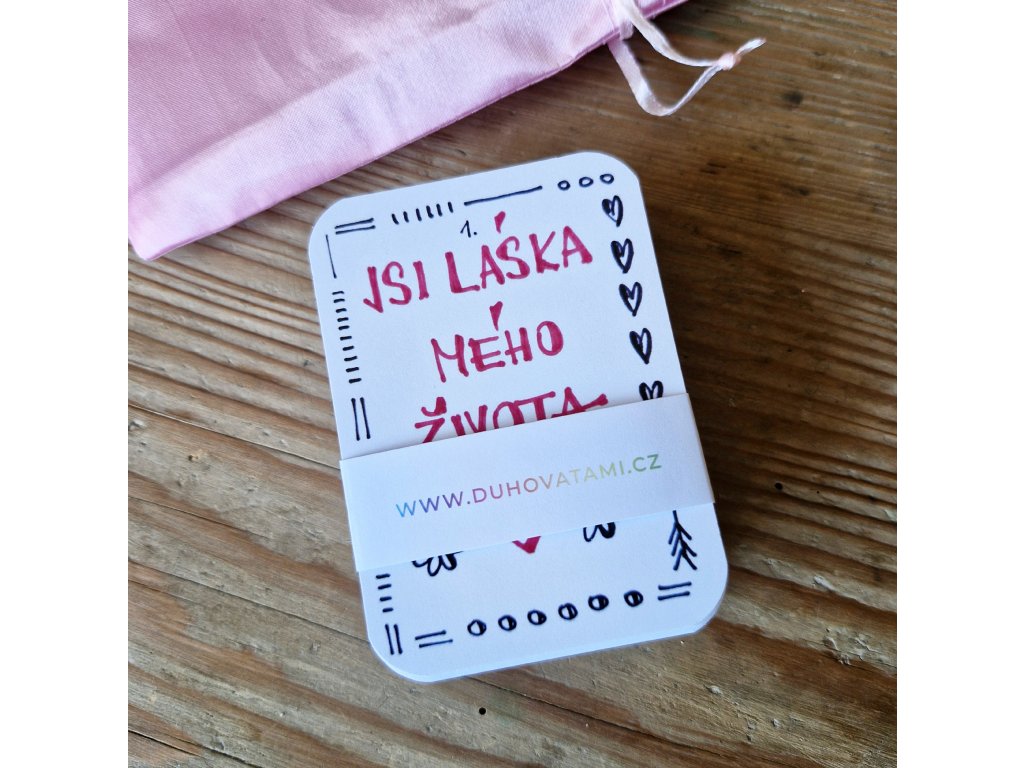 1.
JSI LÁSKA
MÉHO
ŽIVOTA
WWW.DUHOVATAMI.CZ